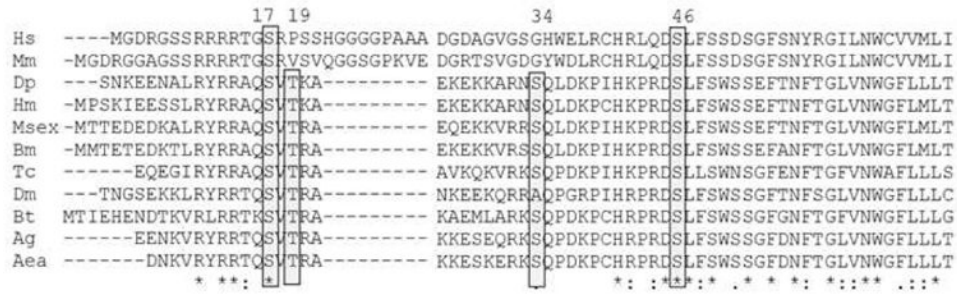 17 19 34 46
Hs ----MGDRGSSRRRRTGSRPSSHGGGGPAAA DGDAGVGSGHWELRCHRLQDSLFSSDSGFSNYRGILNWCVVMLI
Mm -MGDRGGAGSSRRRRTGSRVSVQGGSGPKVE DGRTSVGDGYWDLRCHRLQDSLFSSDSGFSNYRGILNWCVVMLI
Dp ---SNKEENALRYRRAQSVTKA--------- EKEKKARNSQLDKPIHKPRDSLFSWSSEFTNFTGLVNWGFLLLT
Hm -MPSKIEESSLRYRRAQSVTKA--------- EKEKKARNSQLDKPIHKPRDSLFSWSSEFTNFTGLVNWGFLMLT
Msex -MTTEDEDKALRYRRAQSVTRA--------- EQEKKVRRSQLDKPIHKPRDSLFSWSSEFTNFTGLVNWGFLMLT
Bm -MMTETEDKTLRYRRAQSVTRA--------- EKEKKVRSSQLDKPIHKPRDSLFSWSSEFANFTGLVNWGFLMLT
Tc ------EQEGIRYRRAQSVTRA--------- AVKQKVRKSQPDKPIHKPRDSLLSWNSGFENFTGFVNWAFLLLS
Dm ---TNGSEKKLRYRRTQSVTRA--------- NKEEKQRRAQPGRPIHRPRDSLFSWSSGFTNFSGLVNWGFLLLC
Bt MTIEHENDTKVRLRRTKSVTRA--------- KAEMLARKSQPDKPCHRPRDSLFSWSSGFGNFTGFVNWGFLLLG
Ag ------EENKVRYRRTQSVTRA--------- KKESEQRKSQPDKPCHRPRDSLFSWSSGFDNFTGLVNWGFLLLT
Aea -------DNKVRYRRTQSVTRA--------- KKESKERKSQPDKPCHRPRDSLFSWSSGFDNFTGLVNWGFLLLT
* **: * . *: :****:* .* * *: *::** .:::